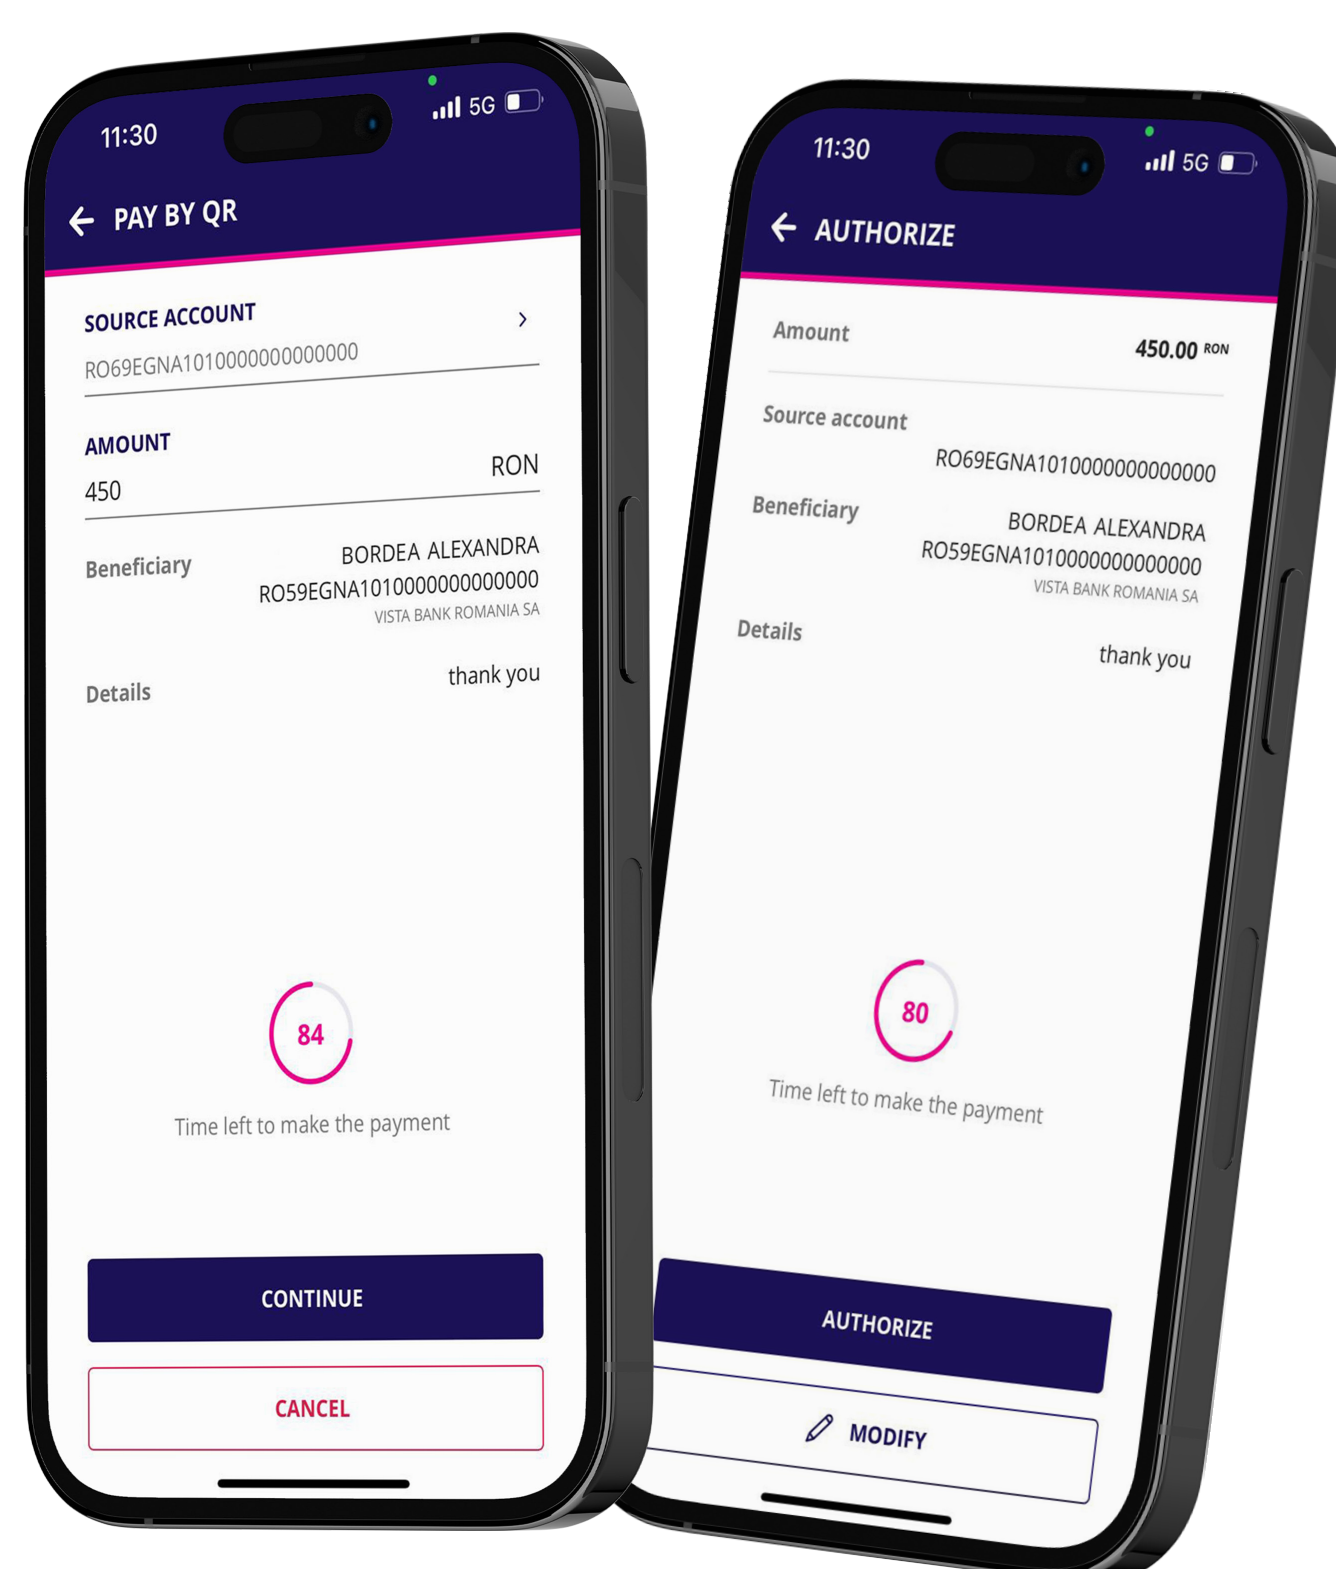 11:30
5G
PAY BY QR
SOURCE ACCOUNT
RO69EGNA1010000000000000
AMOUNT
450 RON
Beneficiary
BORDEA ALEXANDRA
RO59EGNA1010000000000000
VISTA BANK ROMANIA SA
Details
thank you
84
Time left to make the payment
CONTINUE
CANCEL
11:30
5G
AUTHORIZE
Amount
450.00 RON
Source account
RO69EGNA1010000000000000
Beneficiary
BORDEA ALEXANDRA
RO59EGNA1010000000000000
VISTA BANK ROMANIA SA
Details
thank you
80
Time left to make the payment
AUTHORIZE
MODIFY